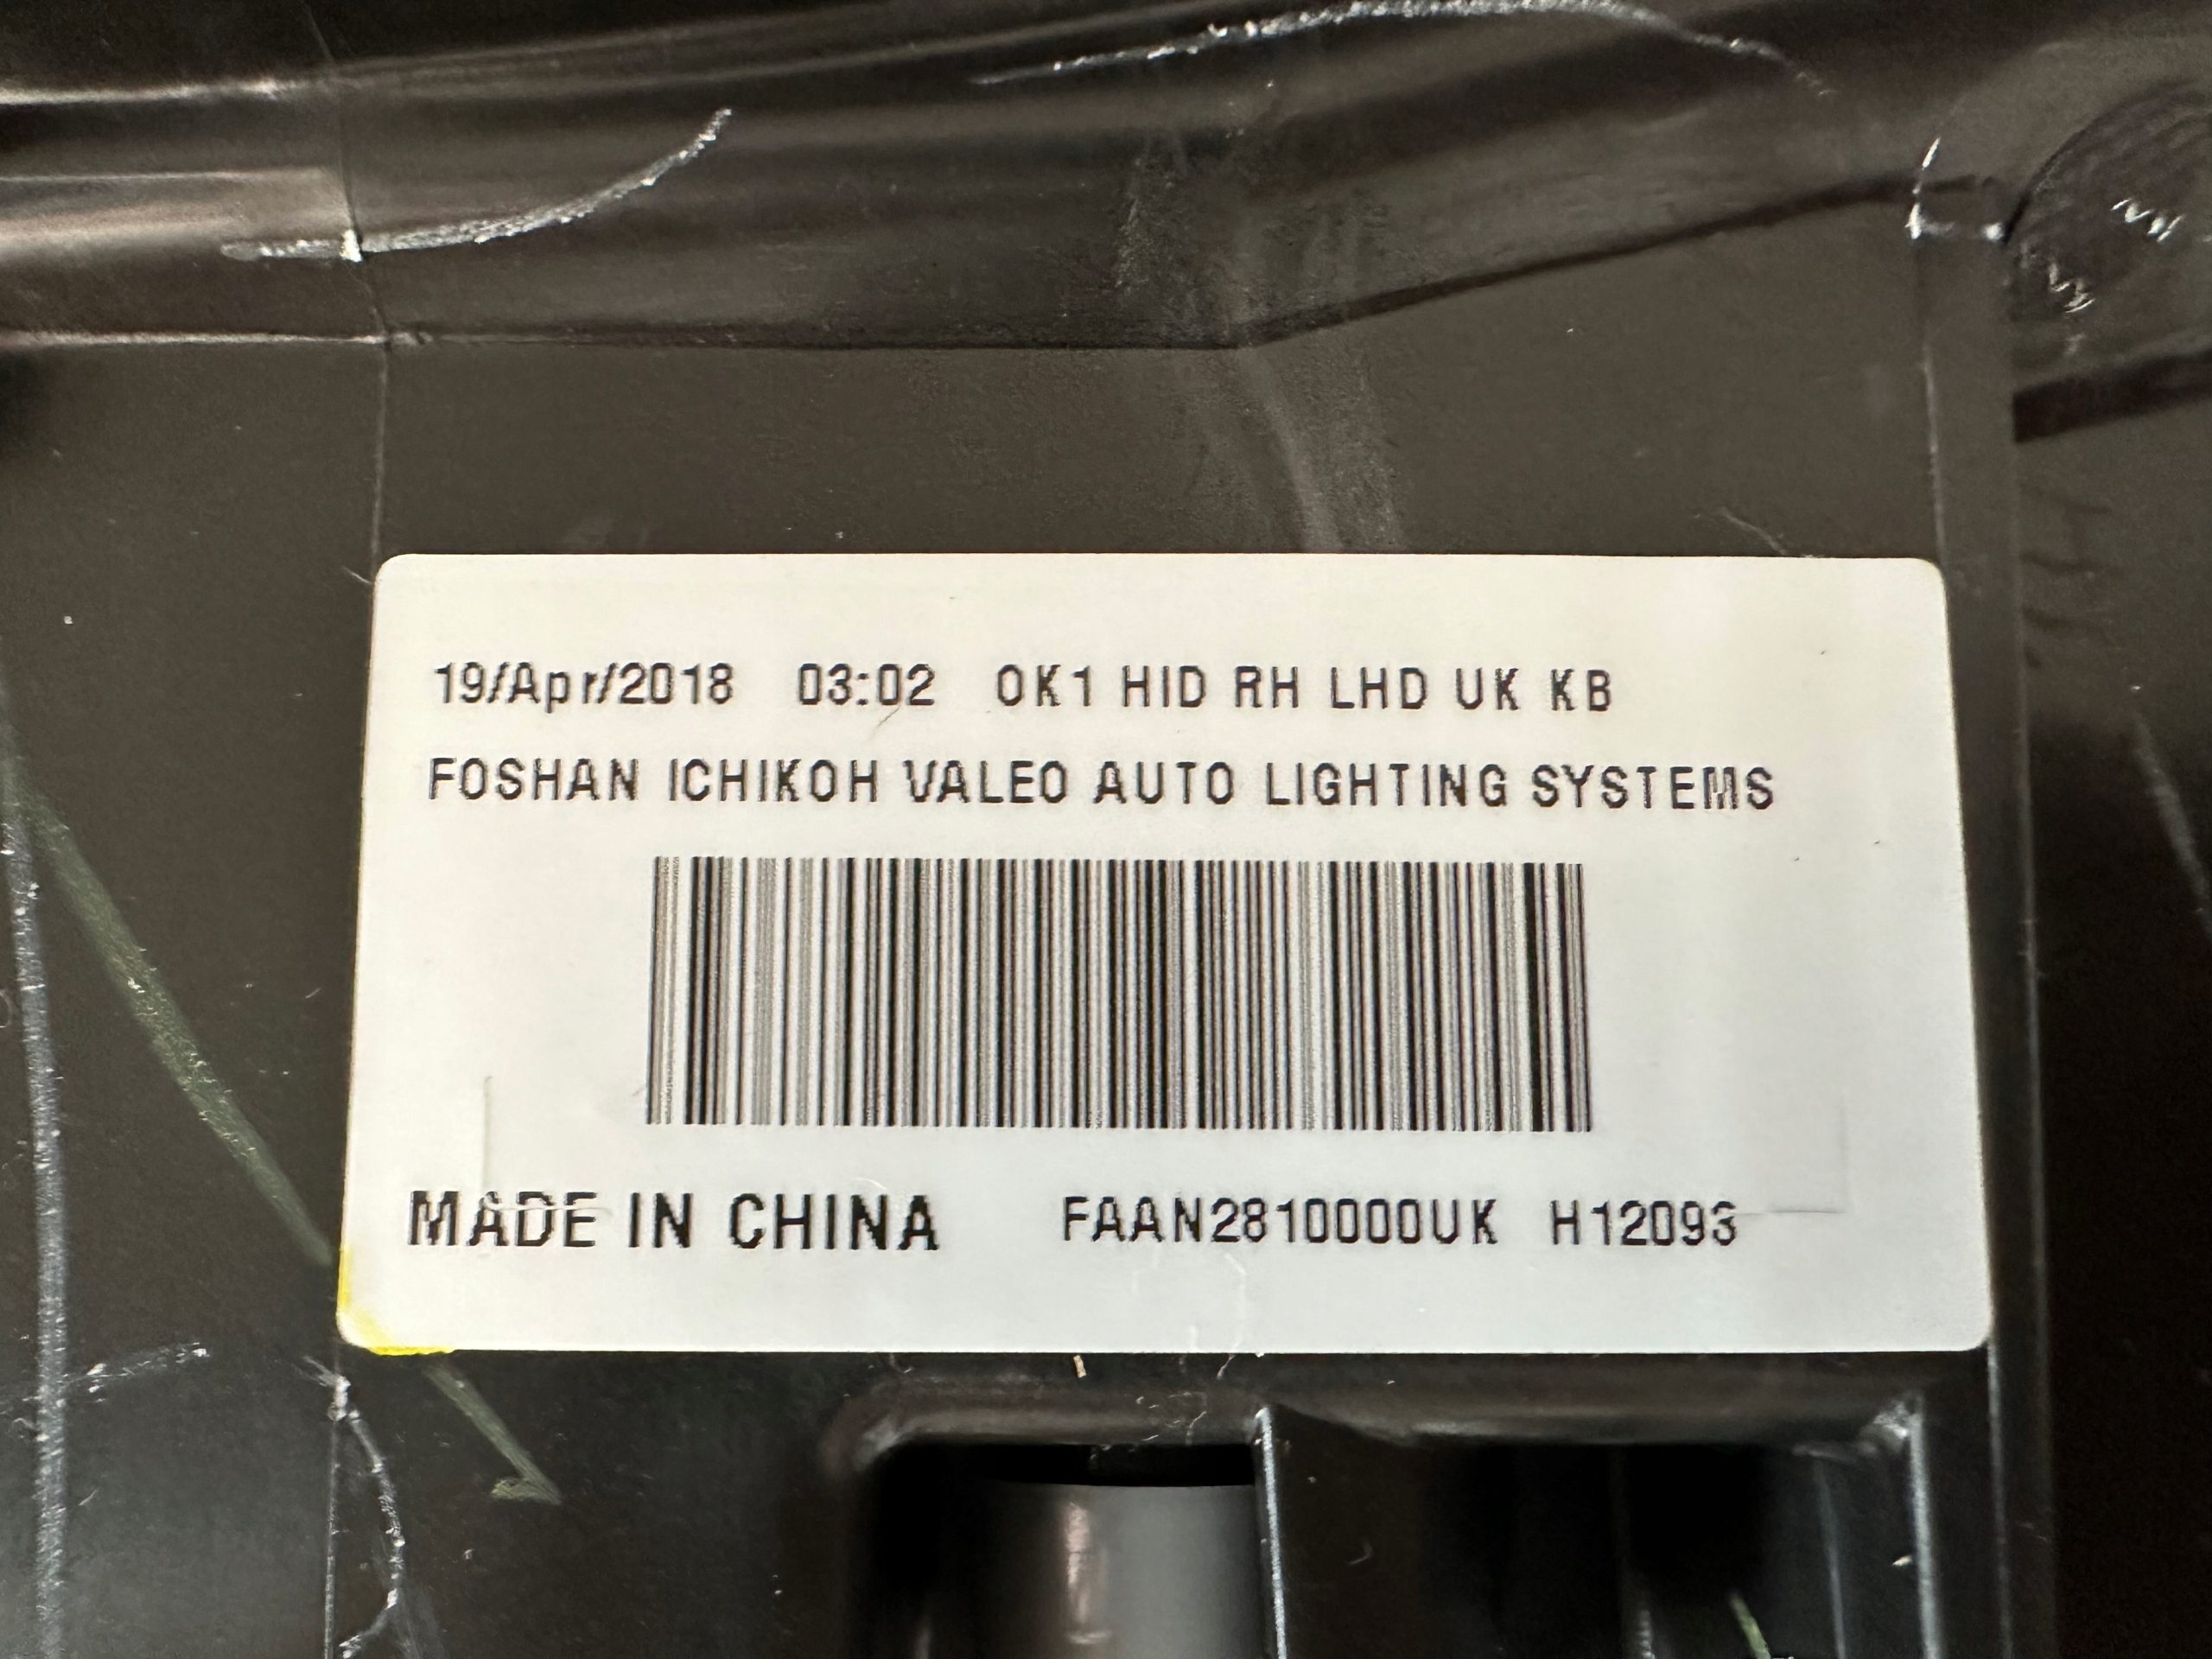 19/Apr/2018 03:02 OK1 HID RH LHD UK KB
FOSHAN ICHIKOH VALEO AUTO LIGHTING SYSTEMS
MADE IN CHINA FAAN2810000UK H12093